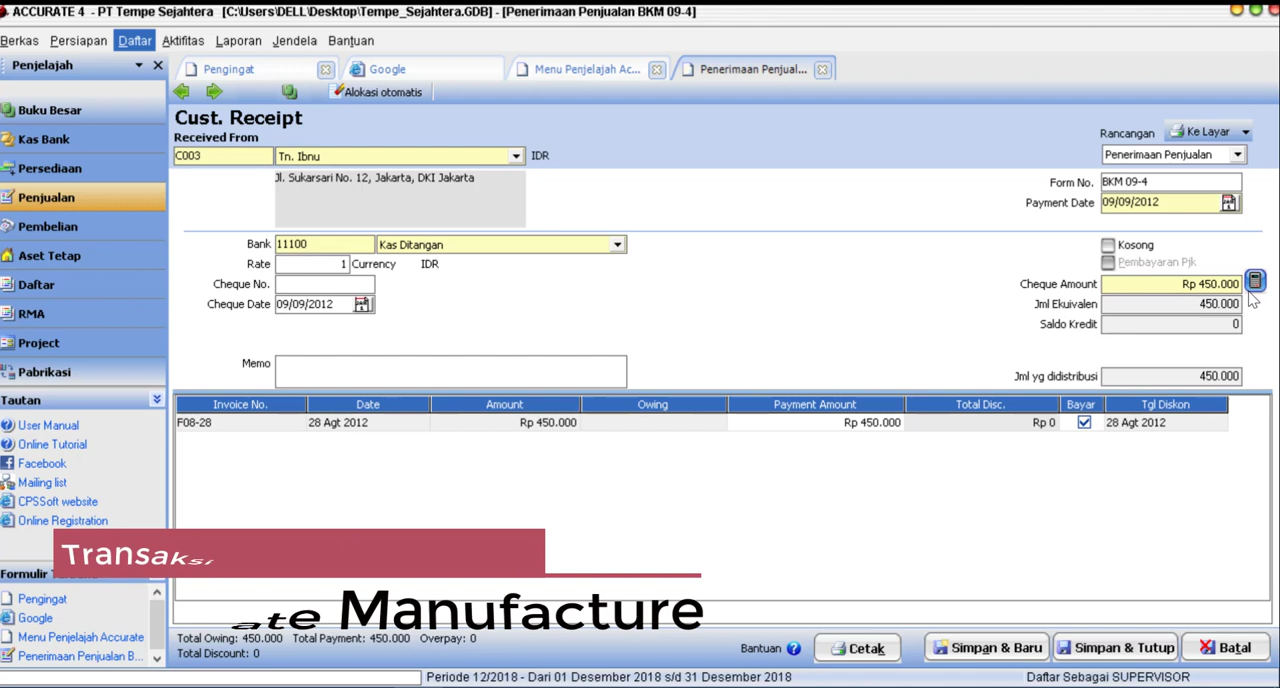 ACCURATE 4 - PT Tempe Sejahtera [C:\Users\DELL\Desktop\Tempe_Sejahtera.GDB] - [Penerimaan Penjualan BKM 09-4]
Berkas Persiapan Daftar Aktifitas Laporan Jendela Bantuan
Penjelajah
Pengingat Google Menu Penjelajah Ac... Penerimaan Penjual...
Alokasi otomatis
Buku Besar
Kas Bank
Persediaan
Penjualan
Pembelian
Aset Tetap
Daftar
RMA
Project
Pabrikasi
Tautan
User Manual
Online Tutorial
Facebook
Mailing list
CPSSoft website
Online Registration
Formulir
Pengingat
Google
Menu Penjelajah Accurate
Penerimaan Penjualan B...
Cust. Receipt
Received From
C003 Tn. Ibnu IDR
Jl. Sukarsari No. 12, Jakarta, DKI Jakarta
Rancangan Ke Layar
Penerimaan Penjualan
Form No. BKM 09-4
Payment Date 09/09/2012
Bank 11100 Kas Ditangan
Rate 1 Currency IDR
Cheque No.
Cheque Date 09/09/2012
Memo
Kosong
Pembayaran Pjk
Cheque Amount Rp 450.000
Jml Ekuivalen 450.000
Saldo Kredit 0
Jml yg didistribusi 450.000
Invoice No. Date Amount Owing Payment Amount Total Disc. Bayar Tgl Diskon
F08-28 28 Agt 2012 Rp 450.000 Rp 450.000 Rp 0 28 Agt 2012
Transaksi
ate Manufacture
Total Owing: 450.000 Total Payment: 450.000 Overpay: 0
Total Discount: 0
Bantuan Cetak Simpan & Baru Simpan & Tutup Batal
Periode 12/2018 - Dari 01 Desember 2018 s/d 31 Desember 2018 Daftar Sebagai SUPERVISOR